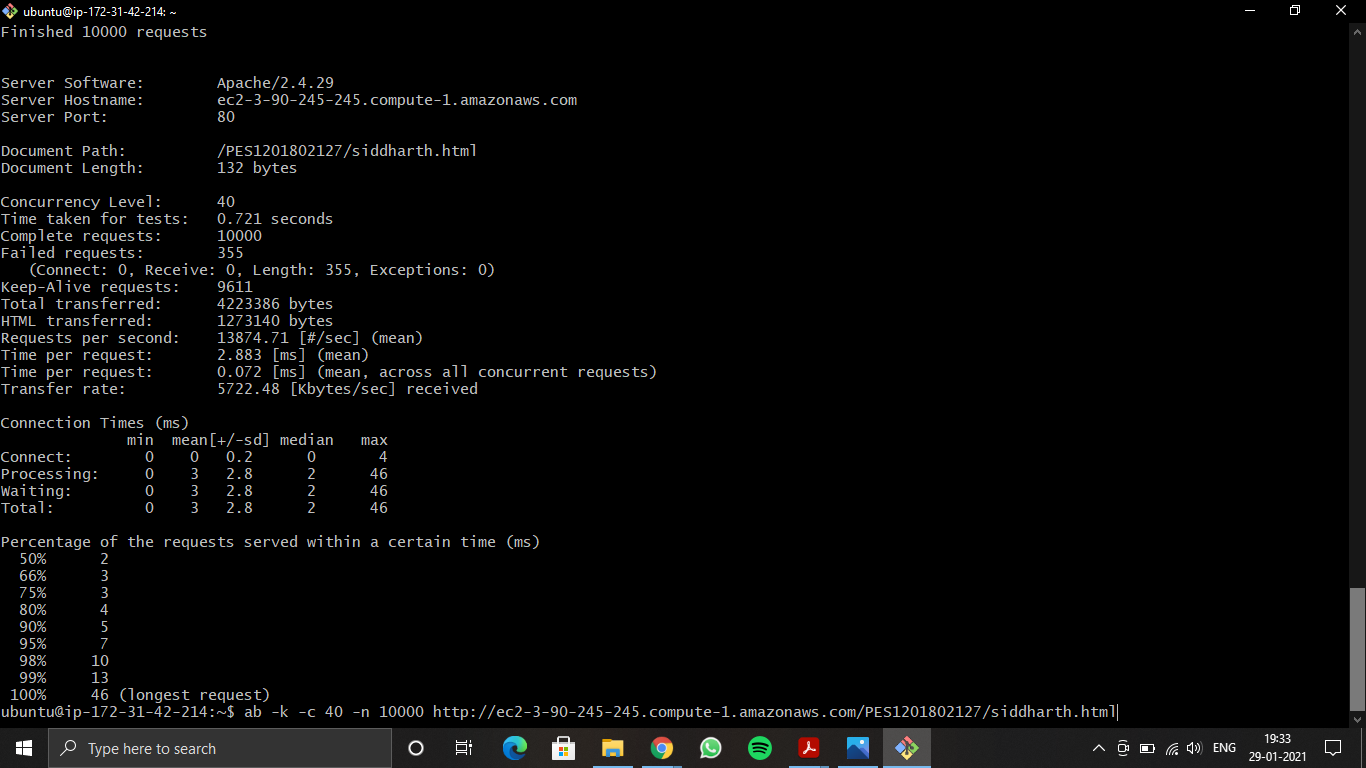 ubuntu@ip-172-31-42-214: ~
Finished 10000 requests
Server Software:        Apache/2.4.29
Server Hostname:        ec2-3-90-245-245.compute-1.amazonaws.com
Server Port:            80
Document Path:          /PES1201802127/siddharth.html
Document Length:        132 bytes
Concurrency Level:      40
Time taken for tests:   0.721 seconds
Complete requests:      10000
Failed requests:        355
   (Connect: 0, Receive: 0, Length: 355, Exceptions: 0)
Keep-Alive requests:    9611
Total transferred:      4223386 bytes
HTML transferred:       1273140 bytes
Requests per second:    13874.71 [#/sec] (mean)
Time per request:       2.883 [ms] (mean)
Time per request:       0.072 [ms] (mean, across all concurrent requests)
Transfer rate:          5722.48 [Kbytes/sec] received
Connection Times (ms)
              min  mean[+/-sd] median   max
Connect:        0    0   0.2      0       4
Processing:     0    3   2.8      2      46
Waiting:        0    3   2.8      2      46
Total:          0    3   2.8      2      46
Percentage of the requests served within a certain time (ms)
  50%      2
  66%      3
  75%      3
  80%      4
  90%      5
  95%      7
  98%     10
  99%     13
 100%     46 (longest request)
ubuntu@ip-172-31-42-214:~$ ab -k -c 40 -n 10000 http://ec2-3-90-245-245.compute-1.amazonaws.com/PES1201802127/siddharth.html
Type here to search
ENG
19:33
29-01-2021